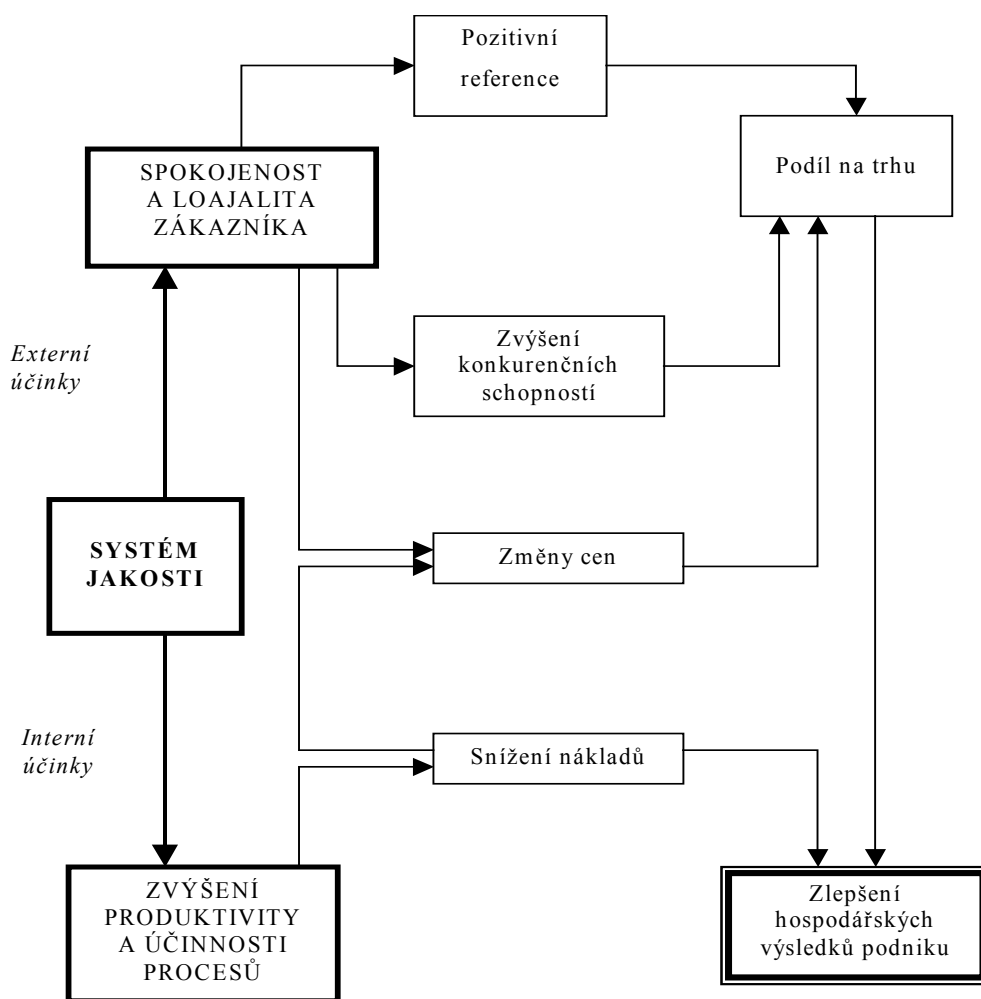 Pozitivní
reference
SPOKOJENOST
A LOAJALITA
ZÁKAZNÍKA
Podíl na trhu
Externí
účinky
Zvýšení
konkurenčních
schopností
SYSTÉM
JAKOSTI
Změny cen
Interní
účinky
Snížení nákladů
ZVÝŠENÍ
PRODUKTIVITY
A ÚČINNOSTI
PROCESŮ
Zlepšení
hospodářských
výsledků podniku